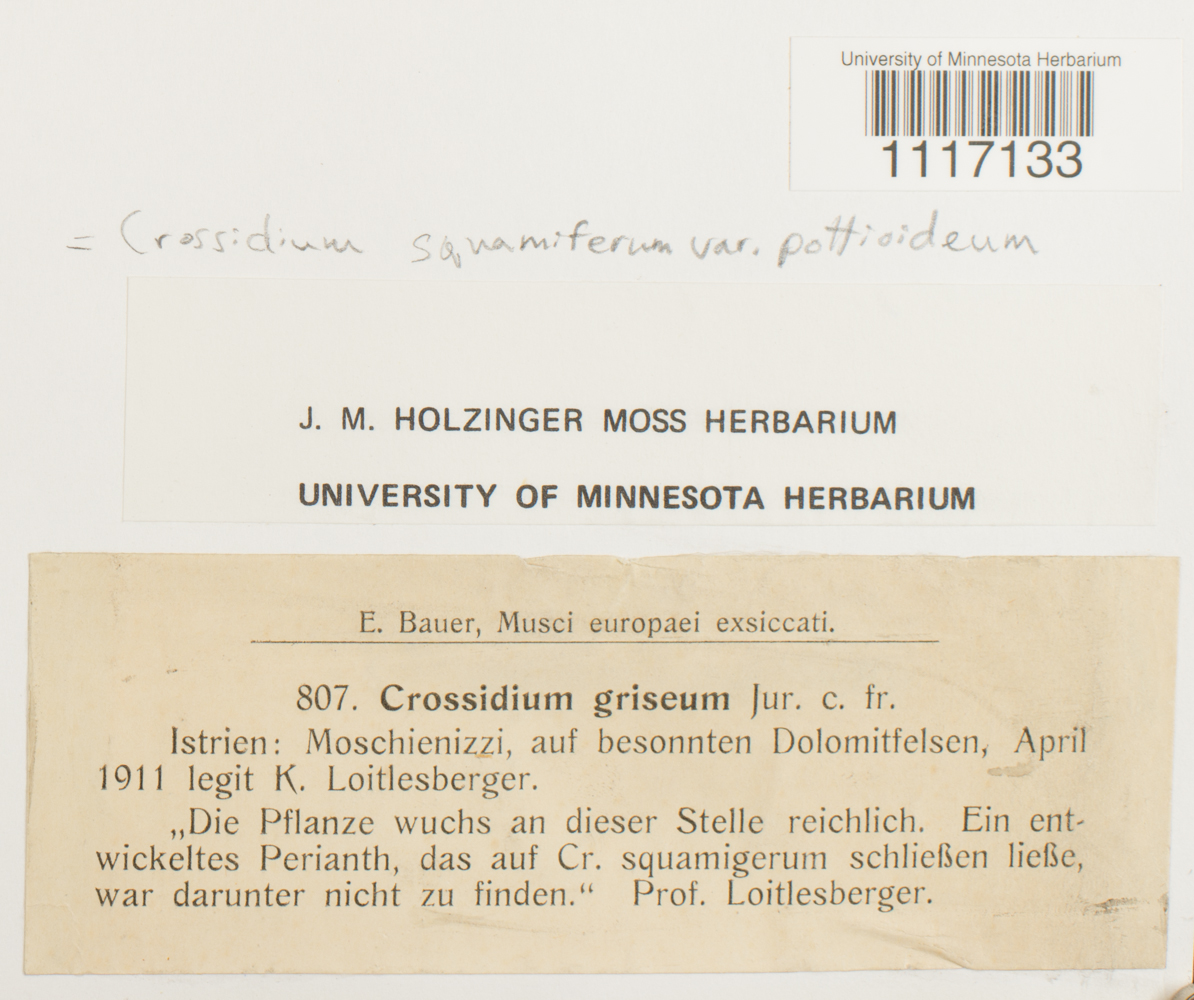 University of Minnesota Herbarium
1117133
= Crossidium squamiferum var. pottioideum
J. M. HOLZINGER MOSS HERBARIUM
UNIVERSITY OF MINNESOTA HERBARIUM
E. Bauer, Musci europaei exsiccati.
807. Crossidium griseum Jur. c. fr.
Istrien: Moschienizzi, auf besonnten Dolomitfelsen, April
1911 legit K. Loitlesberger.
„Die Pflanze wuchs an dieser Stelle reichlich. Ein ent-
wickeltes Perianth, das auf Cr. squamigerum schließen ließe,
war darunter nicht zu finden.“ Prof. Loitlesberger.